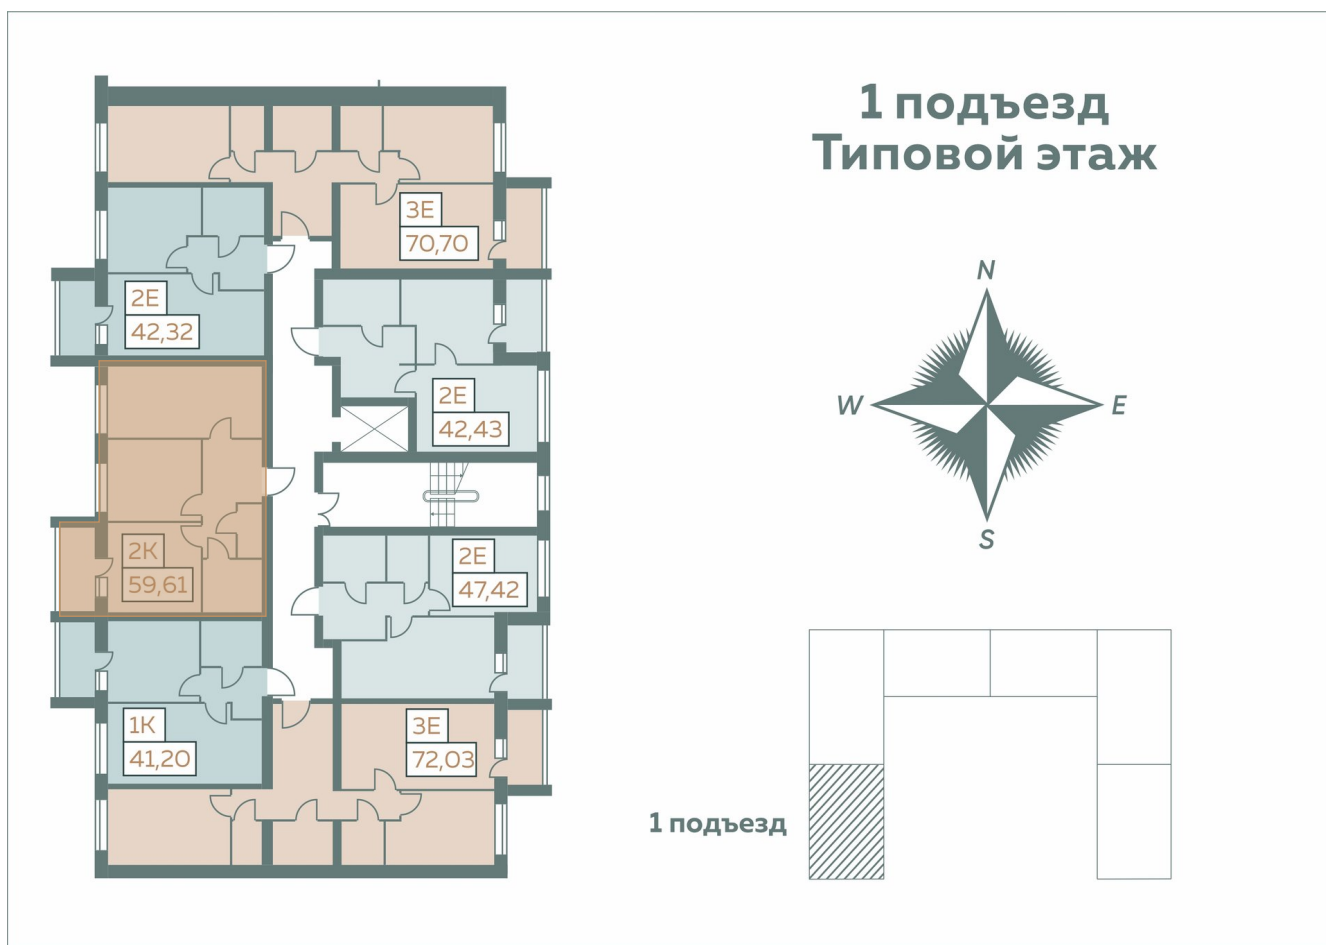 1 подъезд
Типовой этаж
3Е
70,70
2Е
42,32
2Е
42,43
2К
59,61
2Е
47,42
1К
41,20
3Е
72,03
N
W
E
S
1 подъезд